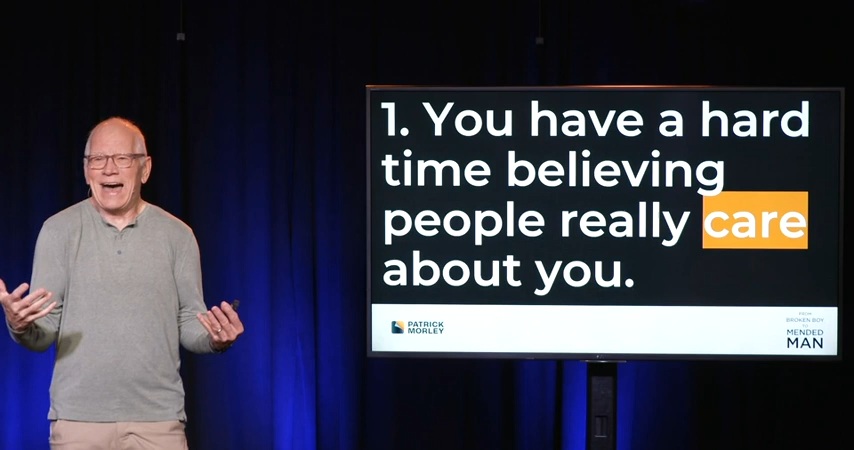 1. You have a hard
time believing
people really care
about you.
PATRICK
MORLEY
FROM
BROKEN BOY
TO
MENDED
MAN